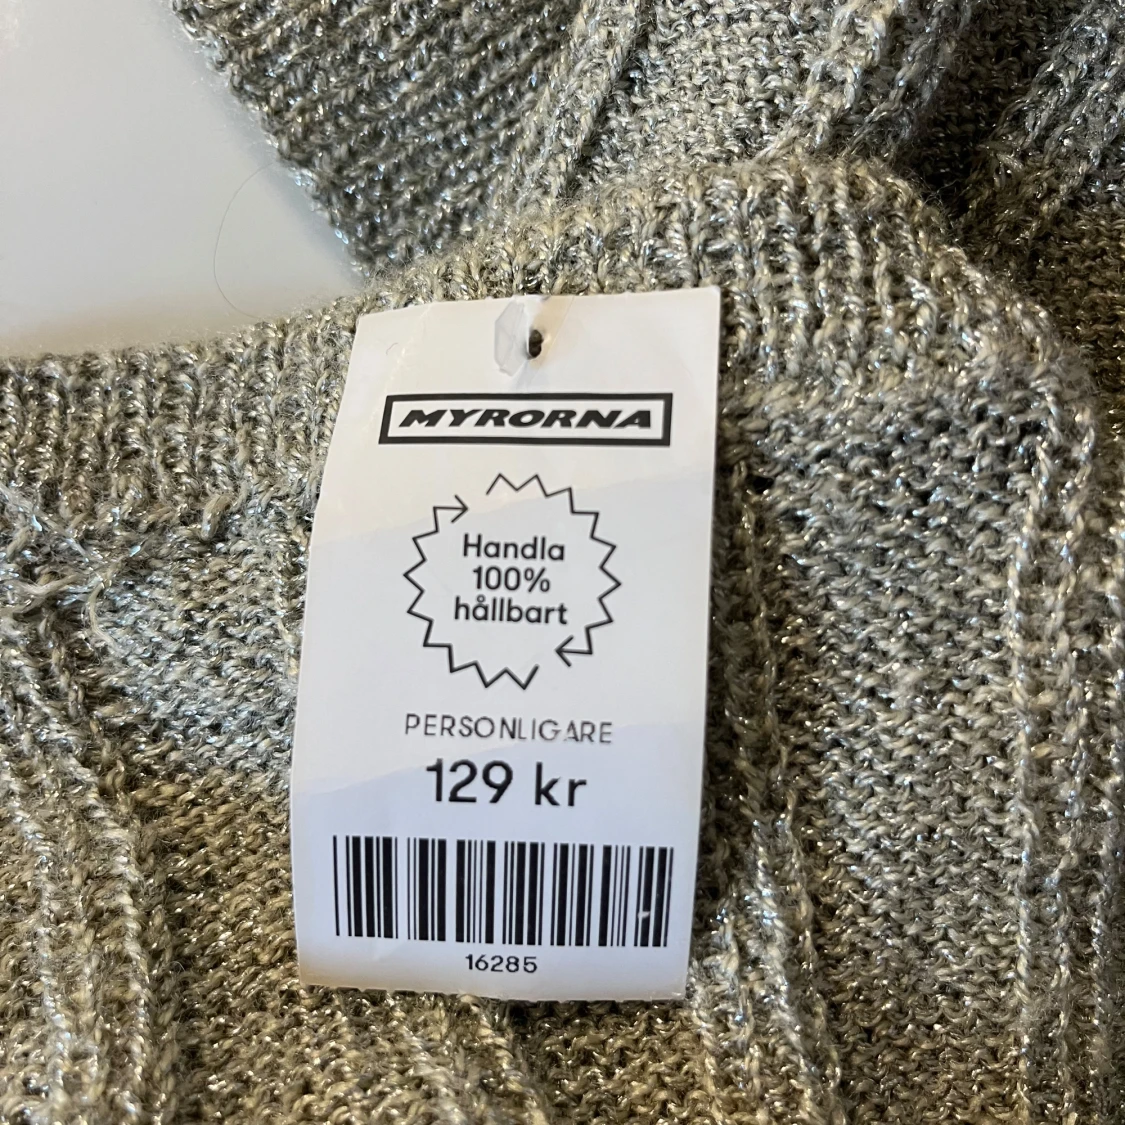 MYRORNA
Handla
100%
hållbart
PERSONLIGARE
129 kr
16285